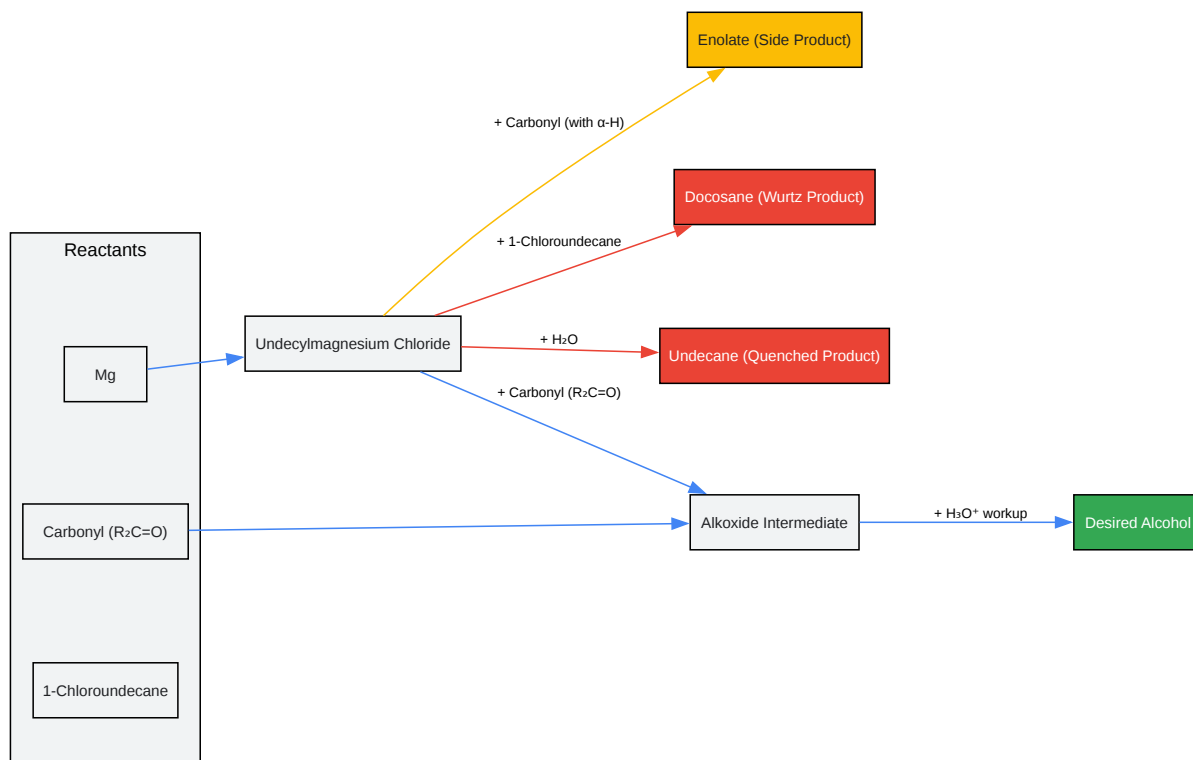 Enolate (Side Product)
+ Carbonyl (with α-H)
Docosane (Wurtz Product)
+ 1-Chloroundecane
Reactants
Undecylmagnesium Chloride
+ H₂O
Undecane (Quenched Product)
Mg
+ Carbonyl (R₂C=O)
Carbonyl (R₂C=O)
Alkoxide Intermediate
+ H₃O⁺ workup
Desired Alcohol
1-Chloroundecane